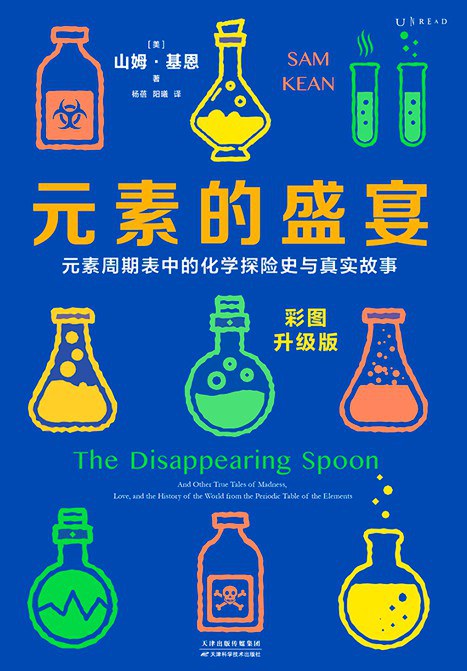 UNREAD
[美]
山姆·基恩
著
杨蓓 阳曦 译
SAM
KEAN
元素的盛宴
元素周期表中的化学探险史与真实故事
彩图
升级版
The Disappearing Spoon
And Other True Tales of Madness,
Love, and the History of the World from the Periodic Table of the Elements
天津出版传媒集团
天津科学技术出版社